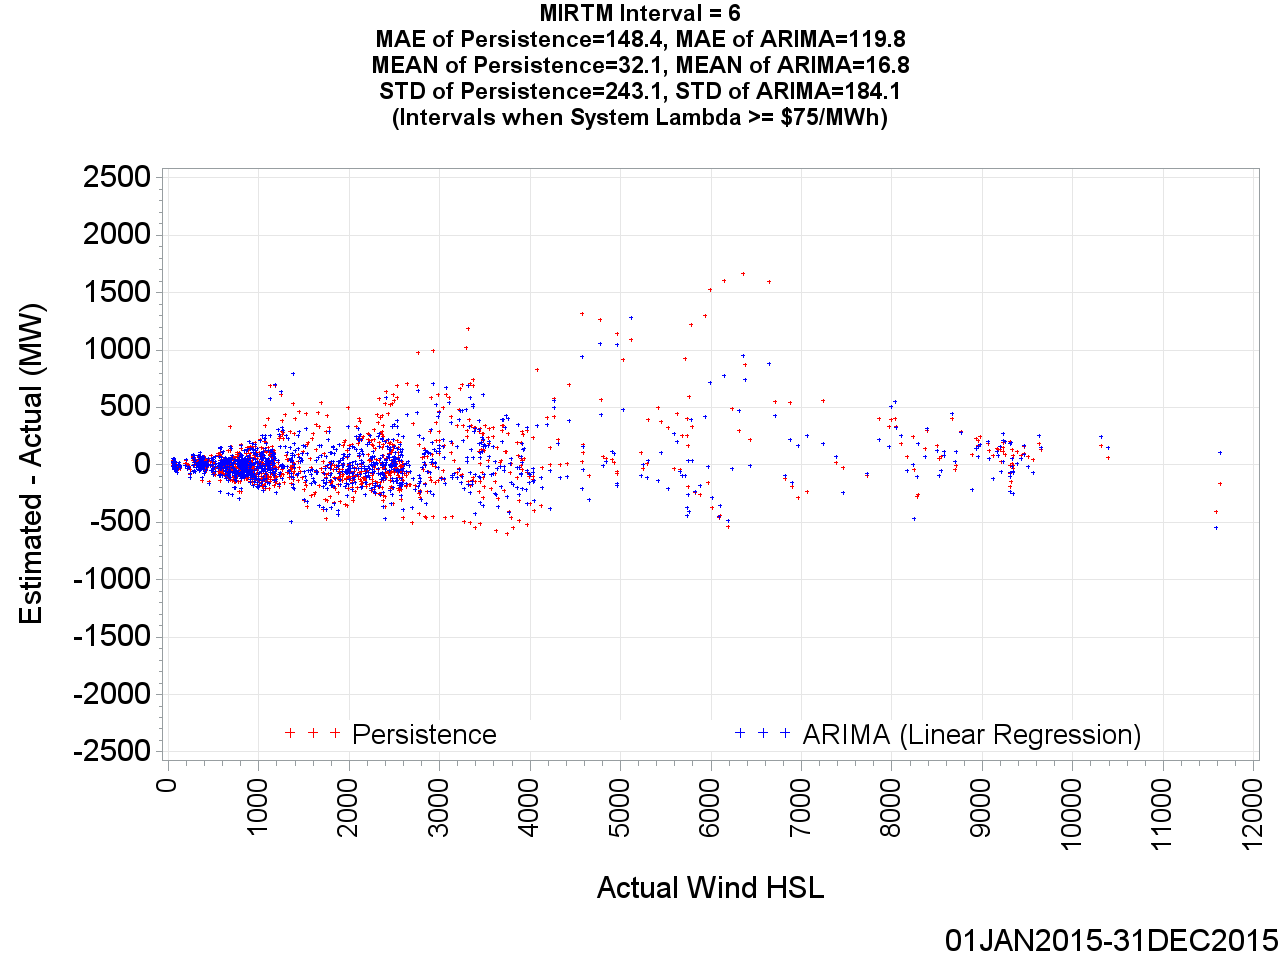 MIRTM Interval = 6
MAE of Persistence=148.4, MAE of ARIMA=119.8
MEAN of Persistence=32.1, MEAN of ARIMA=16.8
STD of Persistence=243.1, STD of ARIMA=184.1
(Intervals when System Lambda >= $75/MWh)
Estimated - Actual (MW)
2500
2000
1500
1000
500
0
-500
-1000
-1500
-2000
-2500
Persistence
ARIMA (Linear Regression)
0 1000 2000 3000 4000 5000 6000 7000 8000 9000 10000 11000 12000
Actual Wind HSL
01JAN2015-31DEC2015